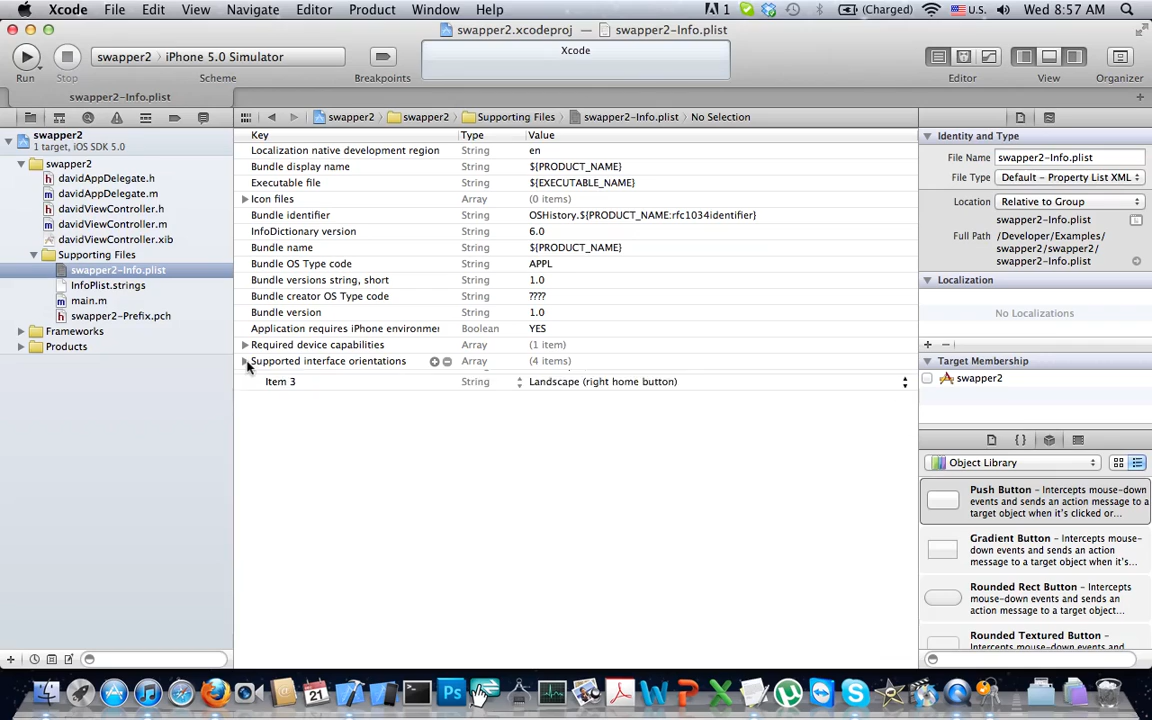 Xcode File Edit View Navigate Editor Product Window Help 1 (Charged) U.S. Wed 8:57 AM
swapper2.xcodeproj — swapper2-Info.plist
swapper2 iPhone 5.0 Simulator
Xcode
Run Stop Scheme Breakpoints Editor View Organizer
swapper2-Info.plist
swapper2 swapper2 Supporting Files swapper2-Info.plist No Selection
swapper2
1 target, iOS SDK 5.0
swapper2
h davidAppDelegate.h
m davidAppDelegate.m
h davidViewController.h
m davidViewController.m
davidViewController.xib
Supporting Files
swapper2-Info.plist
InfoPlist.strings
m main.m
h swapper2-Prefix.pch
Frameworks
Products
Key Type Value
Localization native development region String en
Bundle display name String ${PRODUCT_NAME}
Executable file String ${EXECUTABLE_NAME}
Icon files Array (0 items)
Bundle identifier String OSHistory.${PRODUCT_NAME:rfc1034identifier}
InfoDictionary version String 6.0
Bundle name String ${PRODUCT_NAME}
Bundle OS Type code String APPL
Bundle versions string, short String 1.0
Bundle creator OS Type code String ????
Bundle version String 1.0
Application requires iPhone environmer Boolean YES
Required device capabilities Array (1 item)
Supported interface orientations Array (4 items)
Item 3 String Landscape (right home button)
Identity and Type
File Name swapper2-Info.plist
File Type Default - Property List XML
Location Relative to Group
swapper2-Info.plist
Full Path /Developer/Examples/
swapper2/swapper2/
swapper2-Info.plist
Localization
No Localizations
Target Membership
swapper2
{}
Object Library
Push Button - Intercepts mouse-down
events and sends an action message to a
target object when it's clicked or...
Gradient Button - Intercepts mouse-
down events and sends an action
message to a target object when it's...
Rounded Rect Button - Intercepts
mouse-down events and sends an
action message to a target object...
Rounded Textured Button -
Intercepts mouse-down events and
21 Ps W P X S